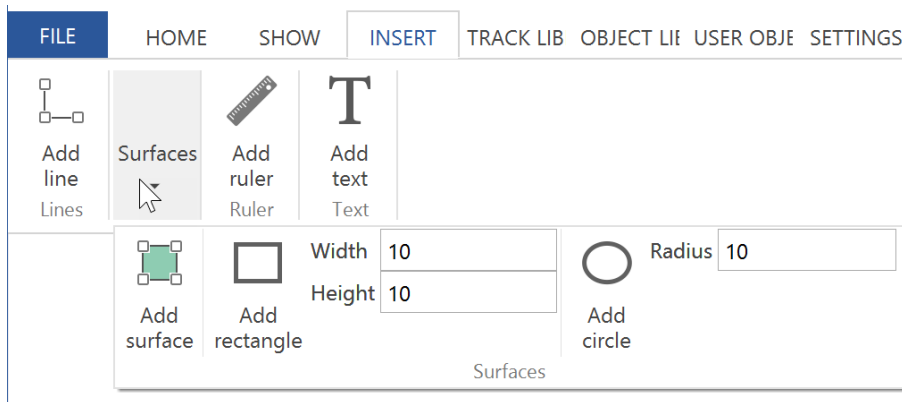 FILE HOME SHOW INSERT TRACK LIB OBJECT LIE USER OBJE SETTINGS
Add line
Surfaces
Add ruler
Add text
Lines
Ruler
Text
Add surface
Add rectangle
Width 10
Height 10
Add circle
Radius 10
Surfaces